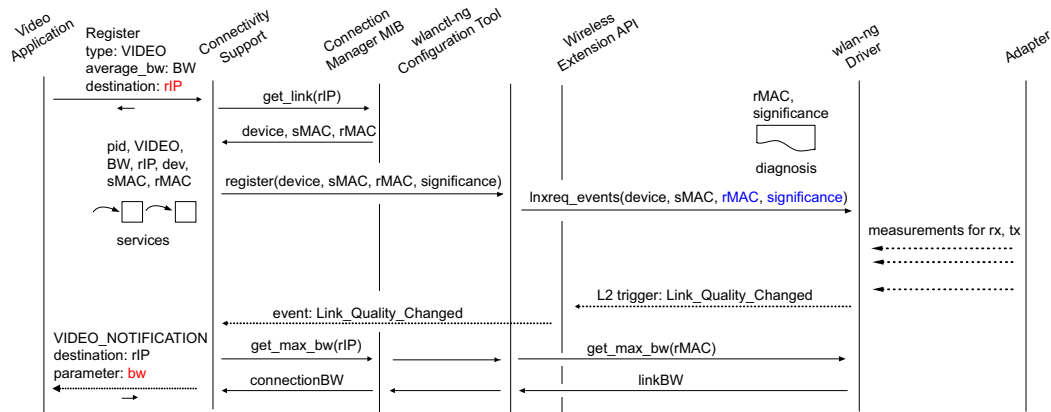 Video
Application
Register
type: VIDEO
average_bw: BW
destination: rIP
Connectivity
Support
Connection
Manager MIB
wlanctl-ng
Configuration Tool
Wireless
Extension API
wlan-ng
Driver
Adapter
get_link(rIP)
rMAC,
significance
device, sMAC, rMAC
diagnosis
pid, VIDEO,
BW, rIP, dev,
sMAC, rMAC
register(device, sMAC, rMAC, significance)
lnxreq_events(device, sMAC, rMAC, significance)
services
measurements for rx, tx
L2 trigger: Link_Quality_Changed
event: Link_Quality_Changed
VIDEO_NOTIFICATION
destination: rIP
parameter: bw
get_max_bw(rIP)
get_max_bw(rMAC)
connectionBW
linkBW